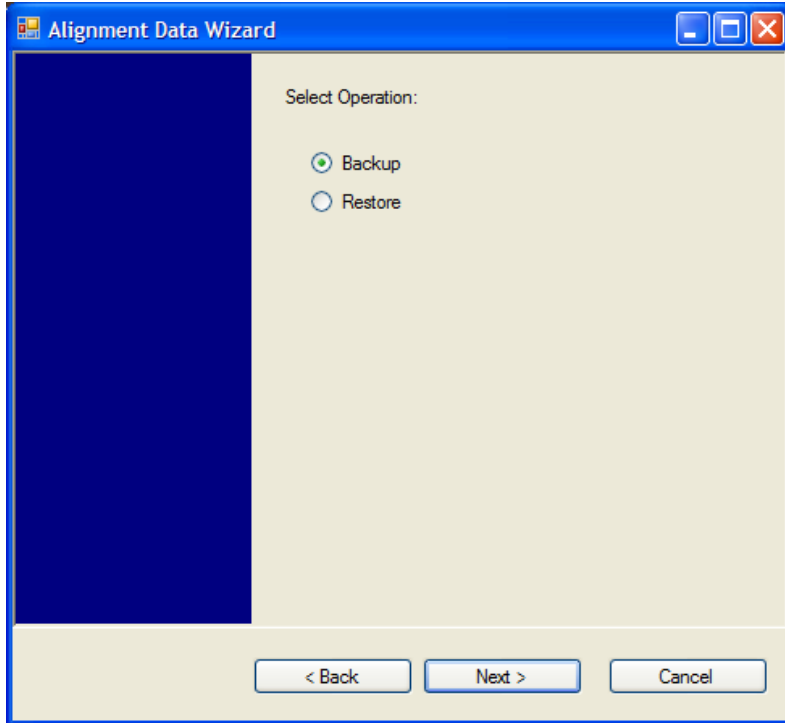 Alignment Data Wizard
Select Operation:
Backup
Restore
< Back Next > Cancel